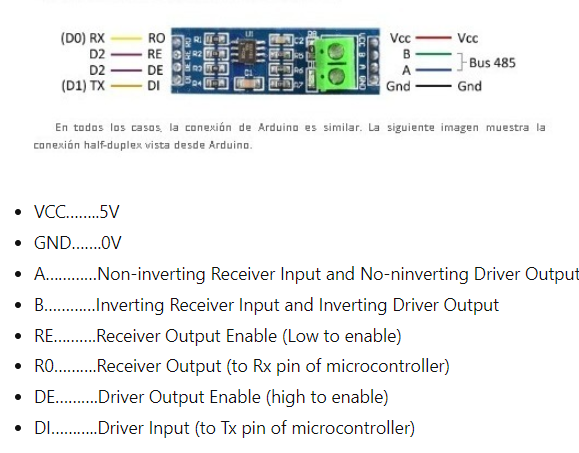 (D0) RX RO Vcc Vcc
D2 RE B
D2 DE A Bus 485
(D1) TX DI Gnd Gnd
En todos los casos, la conexión de Arduino es similar. La siguiente imagen muestra la
conexión half-duplex vista desde Arduino.
VCC........5V
GND.......0V
A............Non-inverting Receiver Input and No-ninverting Driver Output
B............Inverting Receiver Input and Inverting Driver Output
RE..........Receiver Output Enable (Low to enable)
R0..........Receiver Output (to Rx pin of microcontroller)
DE..........Driver Output Enable (high to enable)
DI...........Driver Input (to Tx pin of microcontroller)